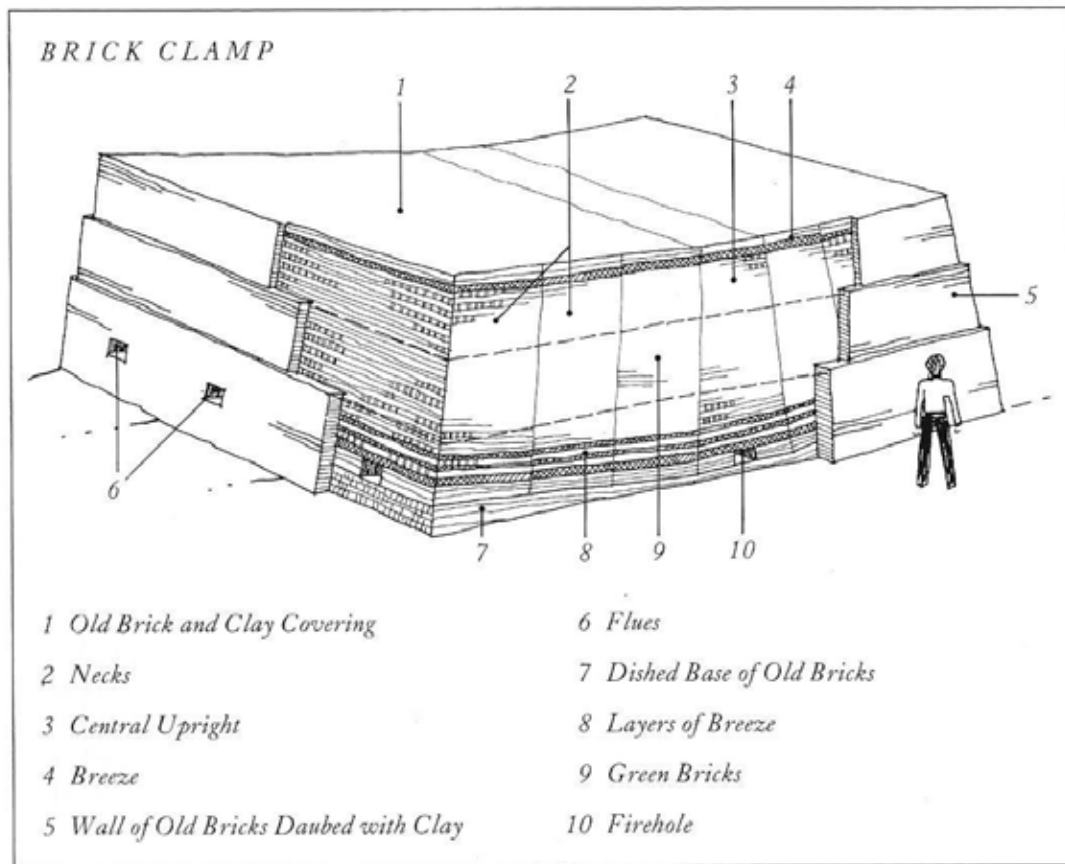 BRICK CLAMP
1
2
3
4
5
6
7
8
9
10
1 Old Brick and Clay Covering
2 Necks
3 Central Upright
4 Breeze
5 Wall of Old Bricks Daubed with Clay
6 Flues
7 Dished Base of Old Bricks
8 Layers of Breeze
9 Green Bricks
10 Firehole